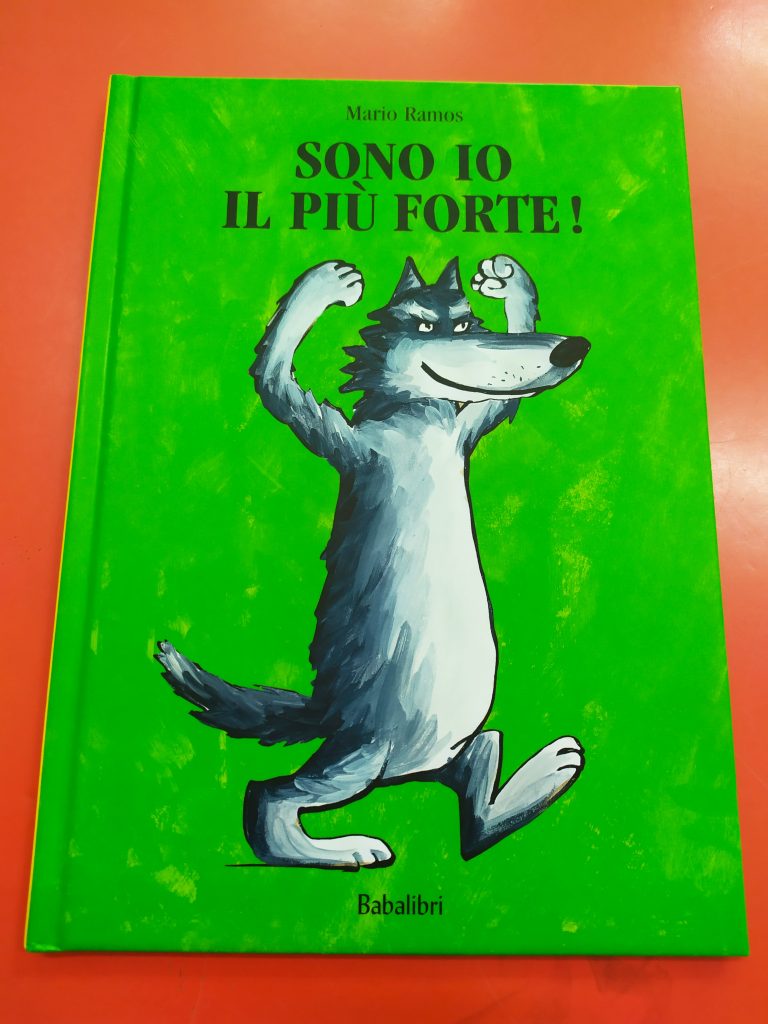 Mario Ramos
SONO IO
IL PIÙ FORTE!
Babalibri